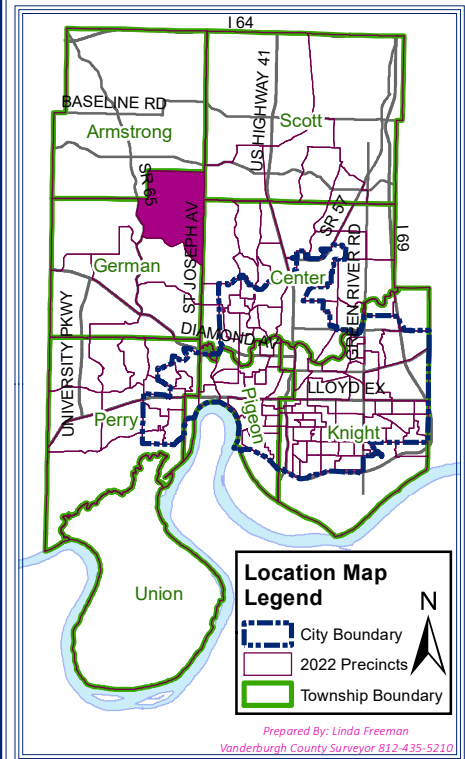 I 64
BASELINE RD
Armstrong
US HIGHWAY 41
Scott
SR 65
ST JOSEPH AV
SR 57
GREEN RIVER RD
I 69
German
Center
UNIVERSITY PKWY
DIAMOND AV
LLOYD EX
Perry
Pigeon
Knight
Union
Location Map
Legend
N
City Boundary
2022 Precincts
Township Boundary
Prepared By: Linda Freeman
Vanderburgh County Surveyor 812-435-5210